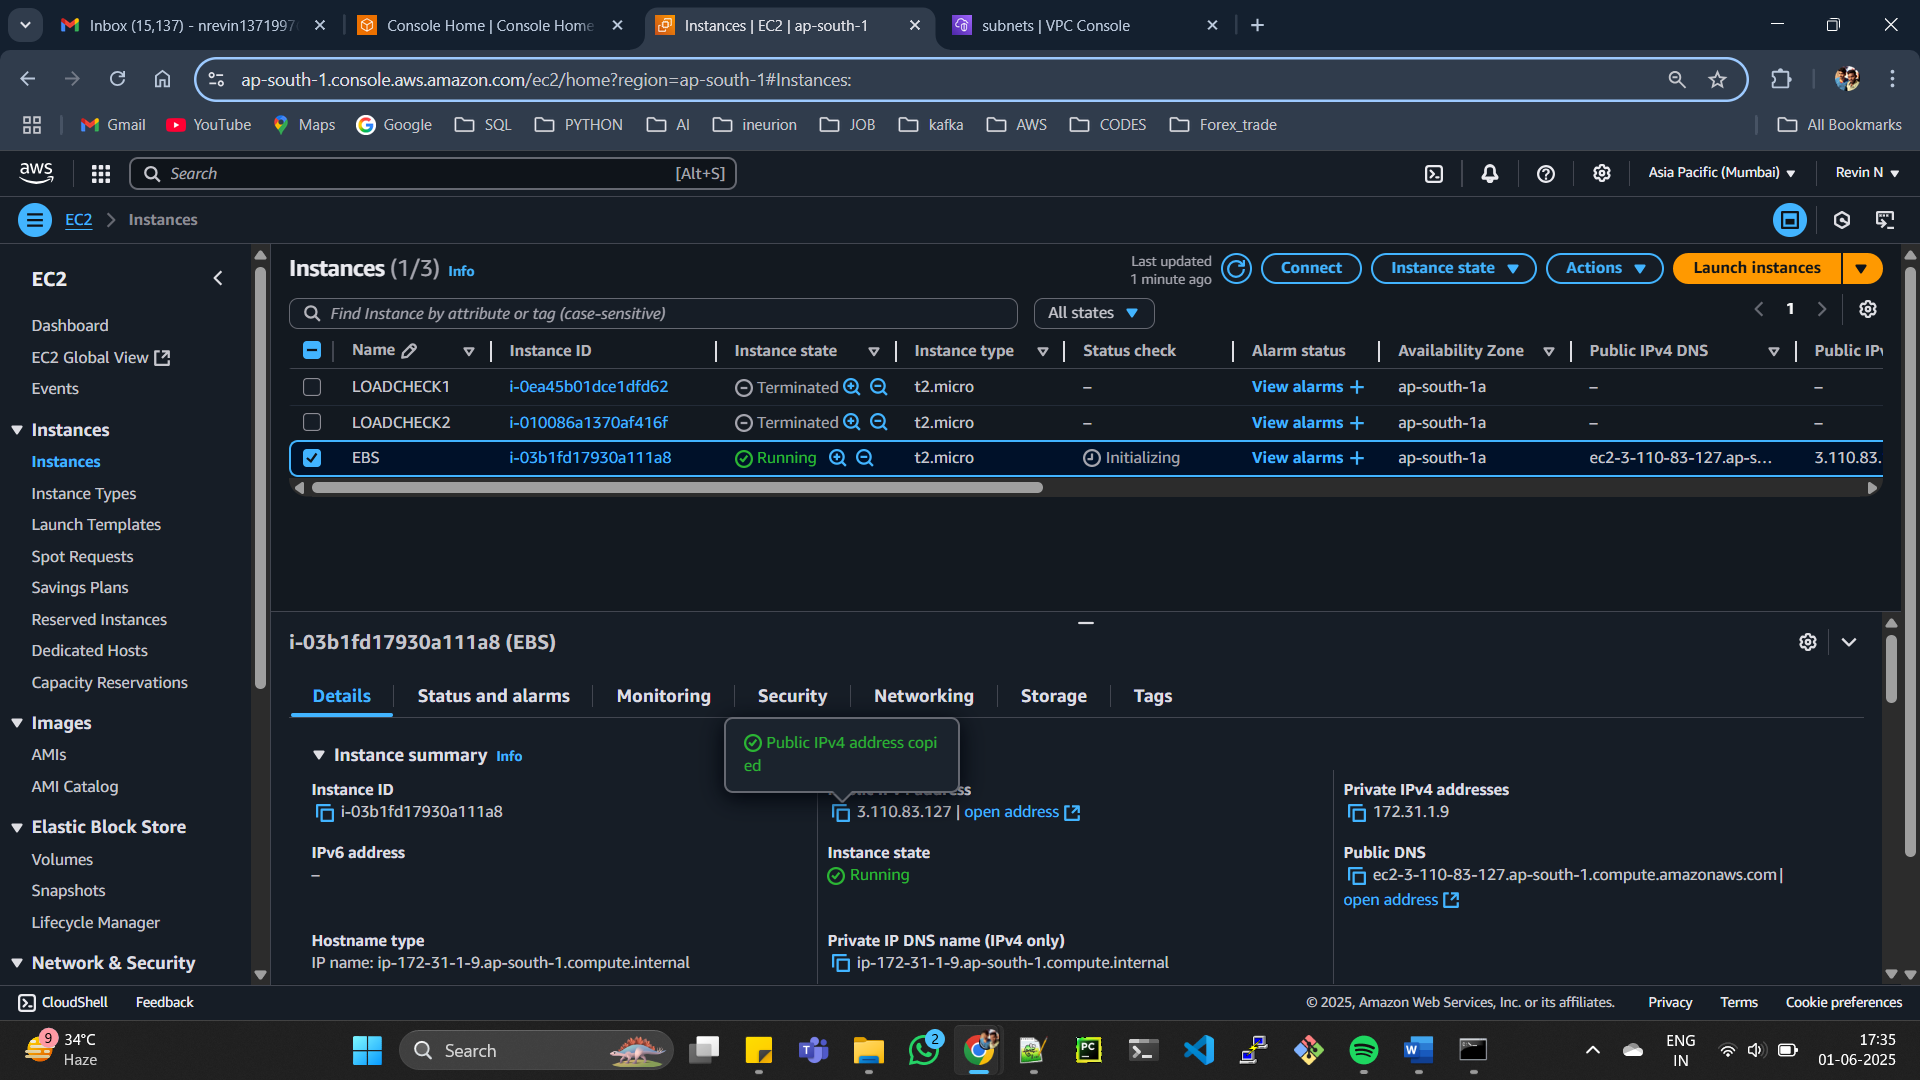 Inbox (15,137) - nrevin1371997
Console Home | Console Home
Instances | EC2 | ap-south-1
subnets | VPC Console
ap-south-1.console.aws.amazon.com/ec2/home?region=ap-south-1#Instances:
Gmail
YouTube
Maps
Google
SQL
PYTHON
AI
ineurion
JOB
kafka
AWS
CODES
Forex_trade
All Bookmarks
aws
Search
[Alt+S]
Asia Pacific (Mumbai)
Revin N
EC2
Instances
EC2
Dashboard
EC2 Global View
Events
Instances
Instances
Instance Types
Launch Templates
Spot Requests
Savings Plans
Reserved Instances
Dedicated Hosts
Capacity Reservations
Images
AMIs
AMI Catalog
Elastic Block Store
Volumes
Snapshots
Lifecycle Manager
Network & Security
Instances (1/3) Info
Last updated
1 minute ago
Connect
Instance state
Actions
Launch instances
Find Instance by attribute or tag (case-sensitive)
All states
1
Name Instance ID Instance state Instance type Status check Alarm status Availability Zone Public IPv4 DNS Public IPv
LOADCHECK1 i-0ea45b01dce1dfd62 Terminated t2.micro – View alarms + ap-south-1a – –
LOADCHECK2 i-010086a1370af416f Terminated t2.micro – View alarms + ap-south-1a – –
EBS i-03b1fd17930a111a8 Running t2.micro Initializing View alarms + ap-south-1a ec2-3-110-83-127.ap-s... 3.110.83.
i-03b1fd17930a111a8 (EBS)
Details
Status and alarms
Monitoring
Security
Networking
Storage
Tags
Public IPv4 address copi
ed
Instance summary Info
Instance ID
i-03b1fd17930a111a8
3.110.83.127 | open address
Private IPv4 addresses
172.31.1.9
IPv6 address
–
Instance state
Running
Public DNS
ec2-3-110-83-127.ap-south-1.compute.amazonaws.com |
open address
Hostname type
IP name: ip-172-31-1-9.ap-south-1.compute.internal
Private IP DNS name (IPv4 only)
ip-172-31-1-9.ap-south-1.compute.internal
CloudShell
Feedback
© 2025, Amazon Web Services, Inc. or its affiliates.
Privacy
Terms
Cookie preferences
9
34°C
Haze
Search
2
ENG
IN
17:35
01-06-2025